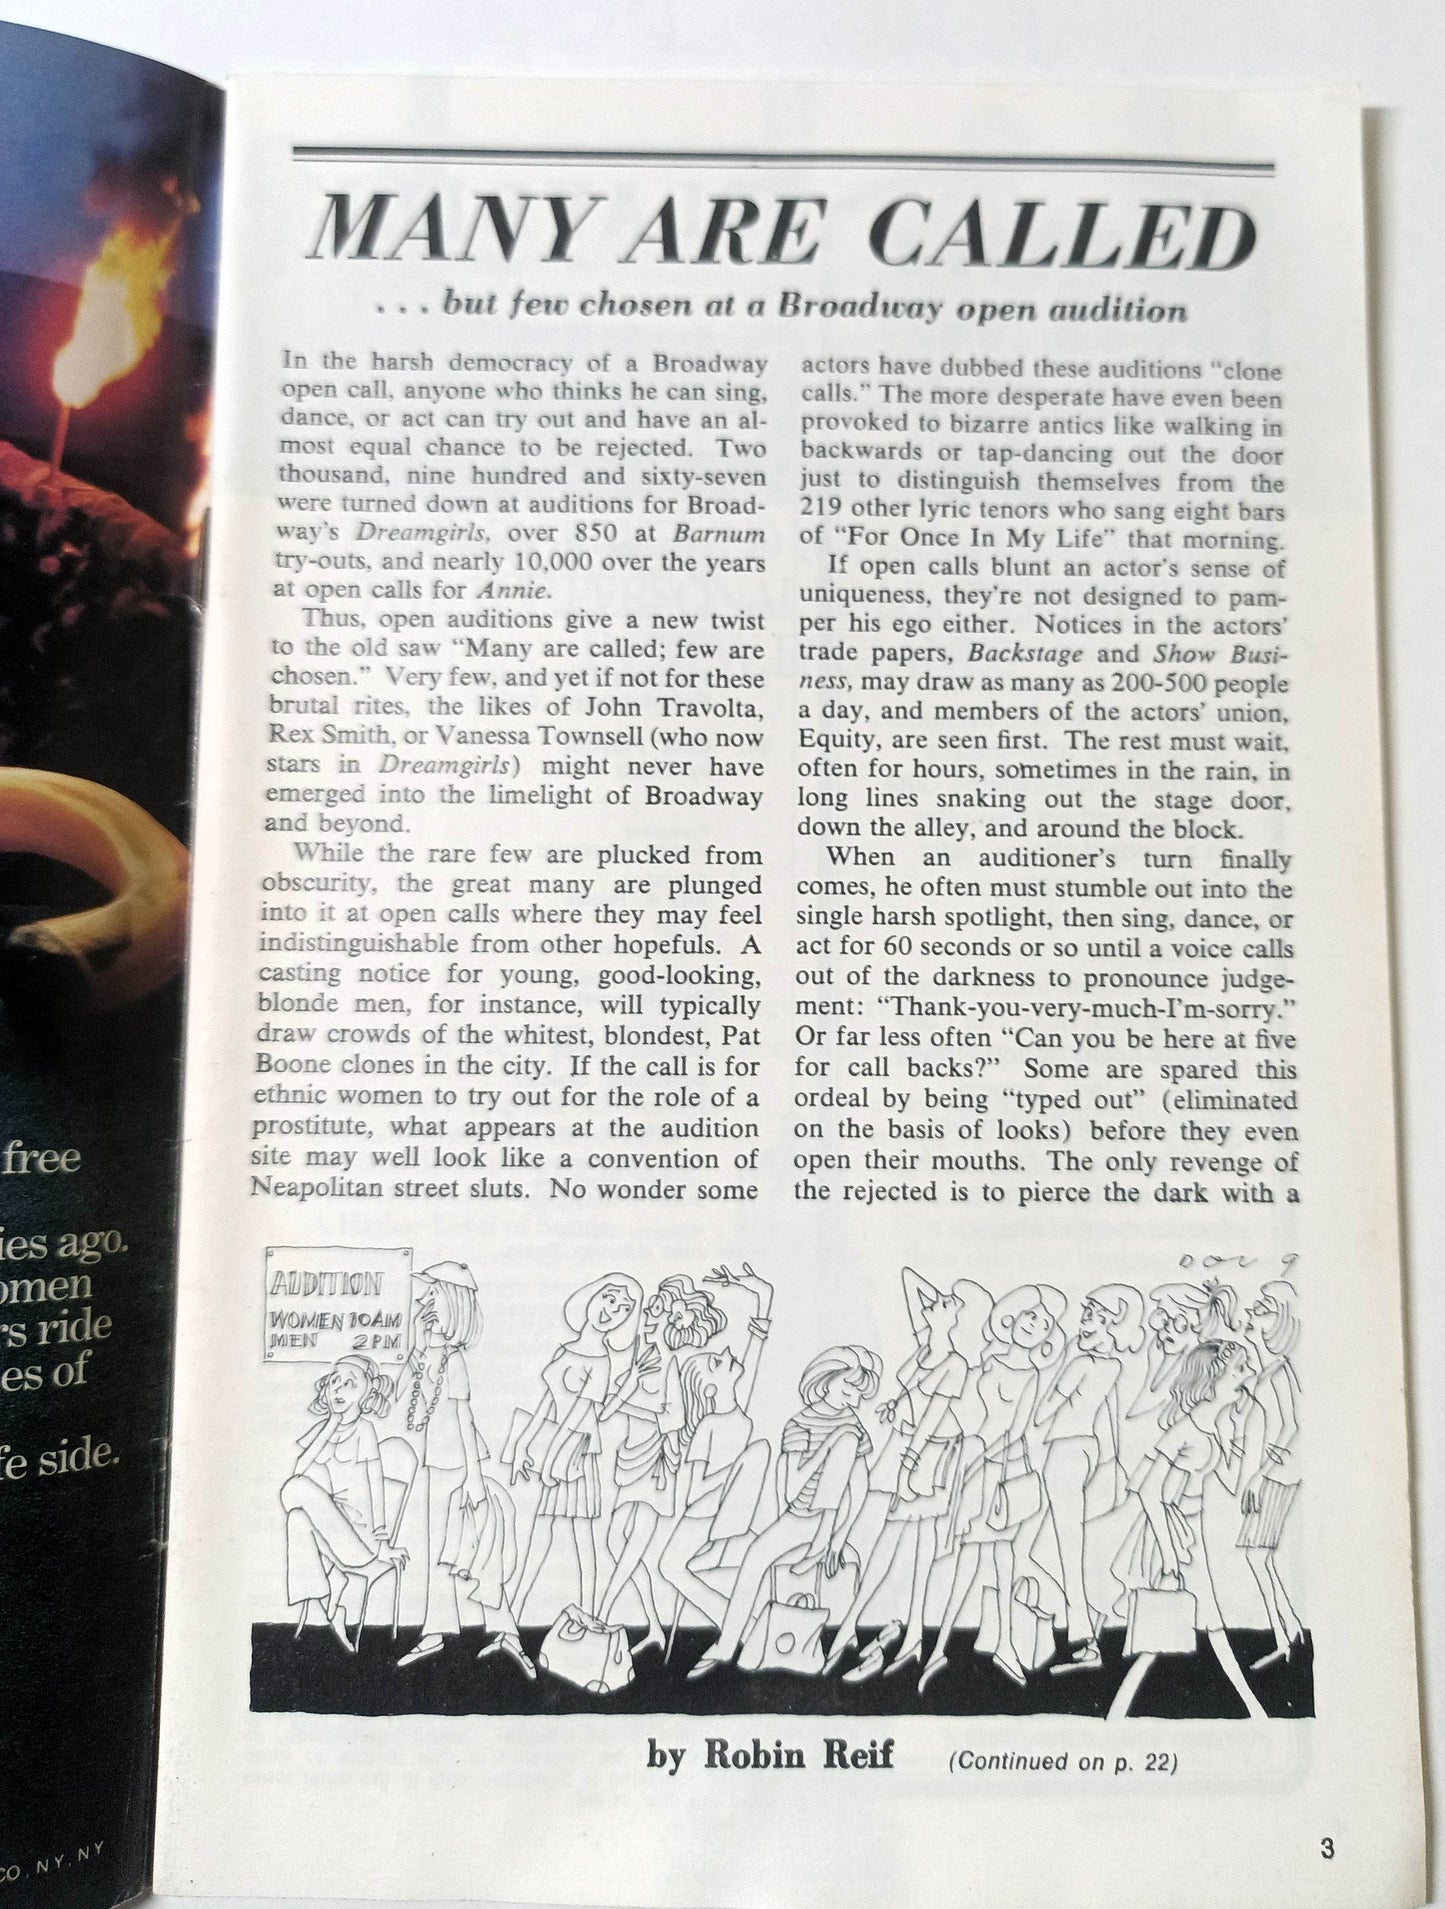 free
ies ago.
omen
rs ride
es of
fe side.
CO, NY, NY
MANY ARE CALLED
. . . but few chosen at a Broadway open audition
In the harsh democracy of a Broadway
open call, anyone who thinks he can sing,
dance, or act can try out and have an al-
most equal chance to be rejected. Two
thousand, nine hundred and sixty-seven
were turned down at auditions for Broad-
way's Dreamgirls, over 850 at Barnum
try-outs, and nearly 10,000 over the years
at open calls for Annie.
Thus, open auditions give a new twist
to the old saw “Many are called; few are
chosen.” Very few, and yet if not for these
brutal rites, the likes of John Travolta,
Rex Smith, or Vanessa Townsell (who now
stars in Dreamgirls) might never have
emerged into the limelight of Broadway
and beyond.
While the rare few are plucked from
obscurity, the great many are plunged
into it at open calls where they may feel
indistinguishable from other hopefuls. A
casting notice for young, good-looking,
blonde men, for instance, will typically
draw crowds of the whitest, blondest, Pat
Boone clones in the city. If the call is for
ethnic women to try out for the role of a
prostitute, what appears at the audition
site may well look like a convention of
Neapolitan street sluts. No wonder some
actors have dubbed these auditions “clone
calls.” The more desperate have even been
provoked to bizarre antics like walking in
backwards or tap-dancing out the door
just to distinguish themselves from the
219 other lyric tenors who sang eight bars
of “For Once In My Life” that morning.
If open calls blunt an actor's sense of
uniqueness, they're not designed to pam-
per his ego either. Notices in the actors'
trade papers, Backstage and Show Busi-
ness, may draw as many as 200-500 people
a day, and members of the actors' union,
Equity, are seen first. The rest must wait,
often for hours, sometimes in the rain, in
long lines snaking out the stage door,
down the alley, and around the block.
When an auditioner's turn finally
comes, he often must stumble out into the
single harsh spotlight, then sing, dance, or
act for 60 seconds or so until a voice calls
out of the darkness to pronounce judge-
ment: “Thank-you-very-much-I'm-sorry.”
Or far less often “Can you be here at five
for call backs?” Some are spared this
ordeal by being “typed out” (eliminated
on the basis of looks) before they even
open their mouths. The only revenge of
the rejected is to pierce the dark with a
AUDITION
WOMEN 10AM
MEN 2PM
by Robin Reif
(Continued on p. 22)
3